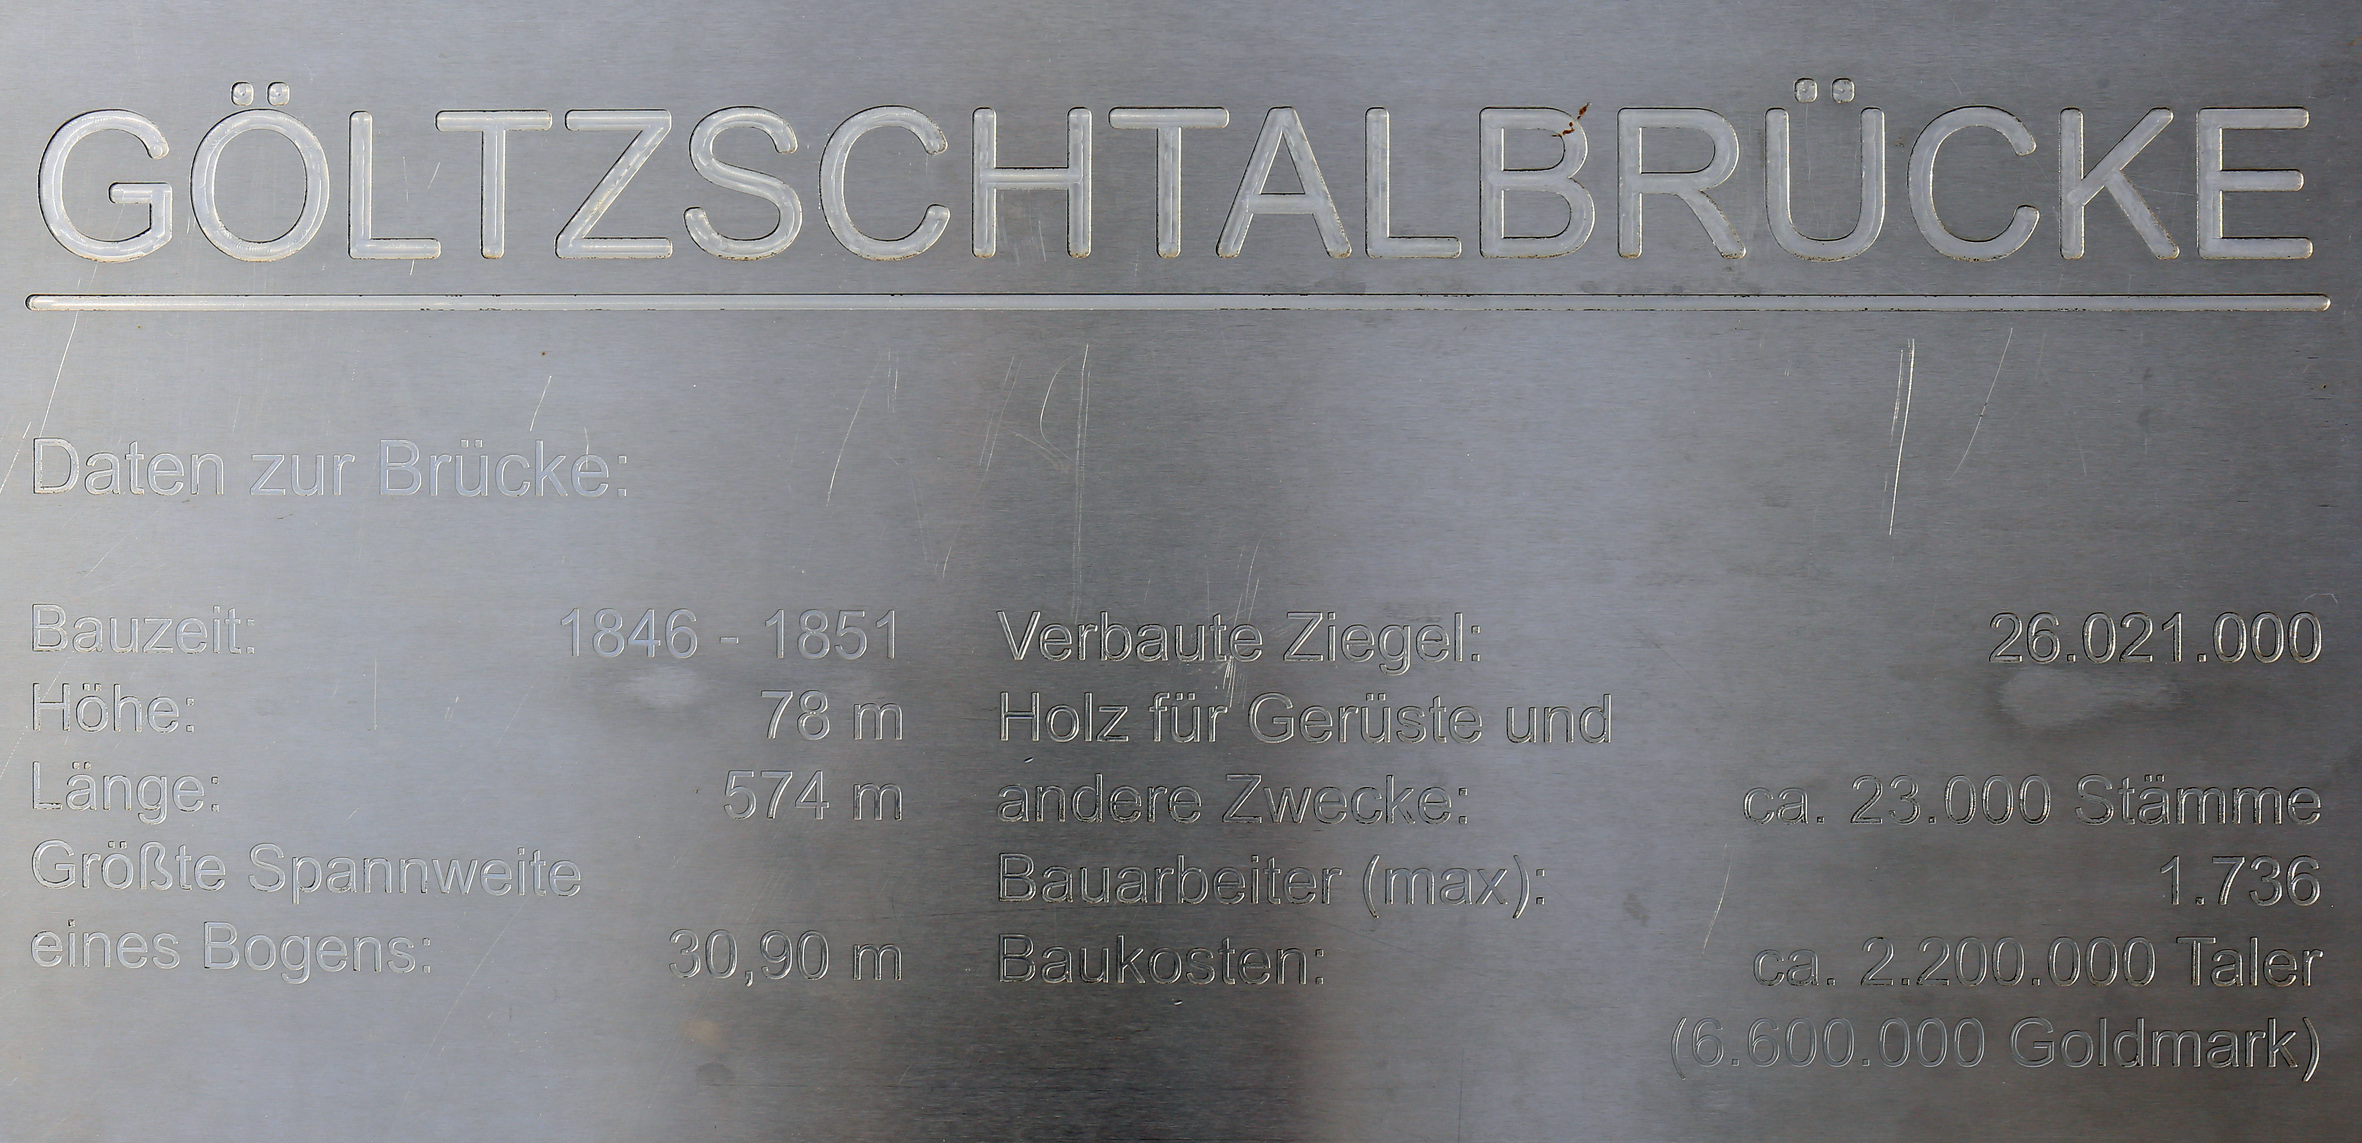 GÖLTZSCHTALBRÜCKE
Daten zur Brücke:
Bauzeit: 1846 - 1851
Höhe: 78 m
Länge: 574 m
Größte Spannweite
eines Bogens: 30,90 m
Verbaute Ziegel: 26.021.000
Holz für Gerüste und
andere Zwecke: ca. 23.000 Stämme
Bauarbeiter (max): 1.736
Baukosten: ca. 2.200.000 Taler
(6.600.000 Goldmark)